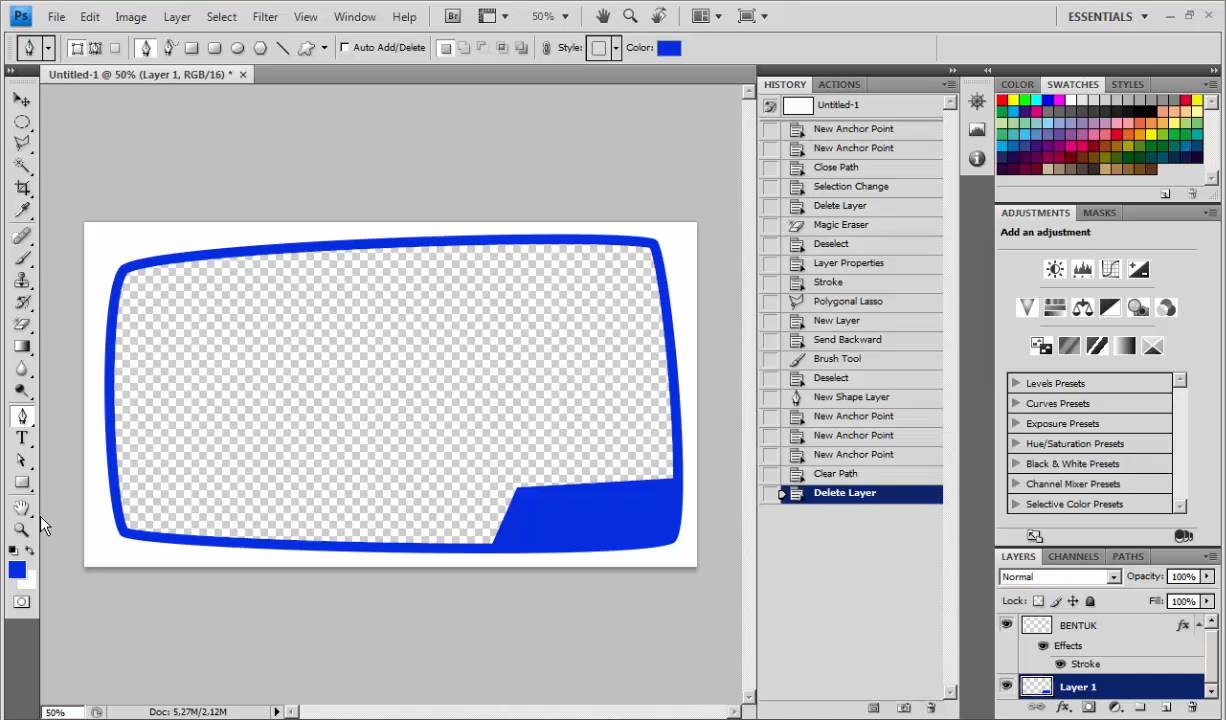 Ps File Edit Image Layer Select Filter View Window Help Br 50% ESSENTIALS
Auto Add/Delete Style: Color:
Untitled-1 @ 50% (Layer 1, RGB/16) *
HISTORY ACTIONS
Untitled-1
New Anchor Point
New Anchor Point
Close Path
Selection Change
Delete Layer
Magic Eraser
Deselect
Layer Properties
Stroke
Polygonal Lasso
New Layer
Send Backward
Brush Tool
Deselect
New Shape Layer
New Anchor Point
New Anchor Point
New Anchor Point
Clear Path
Delete Layer
COLOR SWATCHES STYLES
ADJUSTMENTS MASKS
Add an adjustment
Levels Presets
Curves Presets
Exposure Presets
Hue/Saturation Presets
Black & White Presets
Channel Mixer Presets
Selective Color Presets
LAYERS CHANNELS PATHS
Normal Opacity: 100%
Lock: Fill: 100%
BENTUK fx
Effects
Stroke
Layer 1
fx
T
50% Doc: 5,27M/2,12M